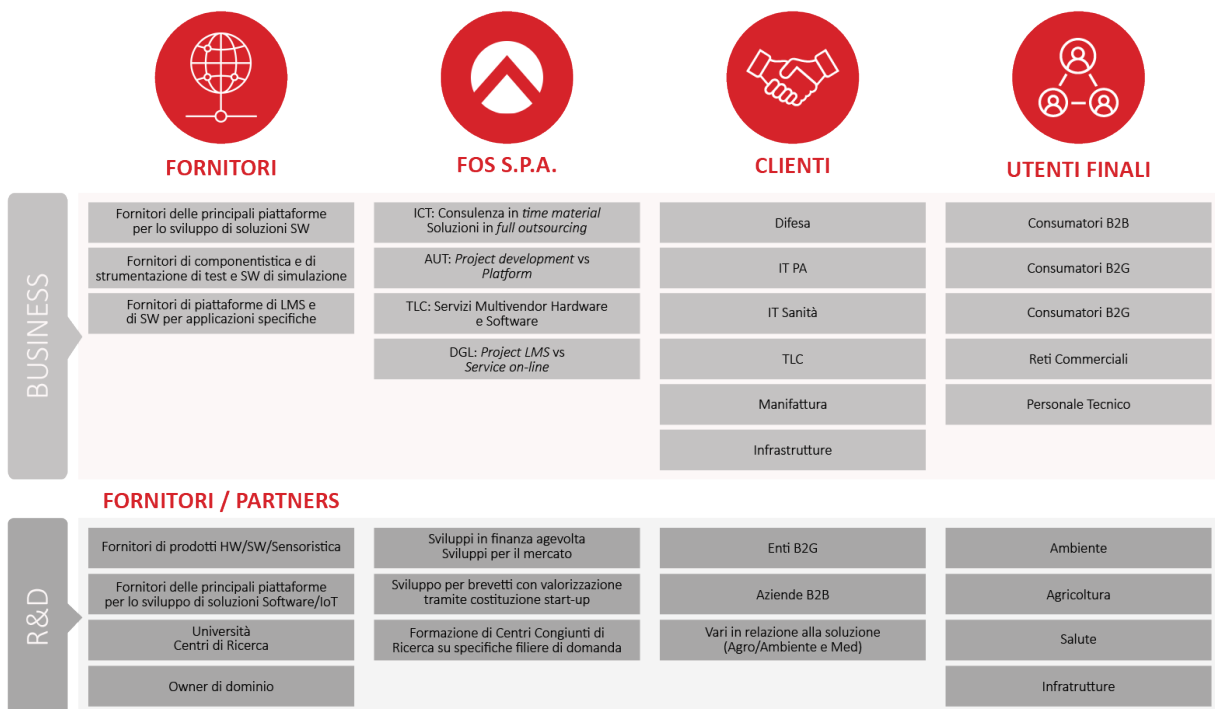 FORNITORI
FOS S.P.A.
CLIENTI
UTENTI FINALI
BUSINESS
Fornitori delle principali piattaforme
per lo sviluppo di soluzioni SW
Fornitori di componentistica e di
strumentazione di test e SW di simulazione
Fornitori di piattaforme di LMS e
di SW per applicazioni specifiche
ICT: Consulenza in time material
Soluzioni in full outsourcing
AUT: Project development vs
Platform
TLC: Servizi Multivendor Hardware
e Software
DGL: Project LMS vs
Service on-line
Difesa
IT PA
IT Sanità
TLC
Manifattura
Infrastrutture
Consumatori B2B
Consumatori B2G
Consumatori B2G
Reti Commerciali
Personale Tecnico
FORNITORI / PARTNERS
R&D
Fornitori di prodotti HW/SW/Sensoristica
Fornitori delle principali piattaforme
per lo sviluppo di soluzioni Software/IoT
Università
Centri di Ricerca
Owner di dominio
Sviluppi in finanza agevolta
Sviluppi per il mercato
Sviluppo per brevetti con valorizzazione
tramite costituzione start-up
Formazione di Centri Congiunti di
Ricerca su specifiche filiere di domanda
Enti B2G
Aziende B2B
Vari in relazione alla soluzione
(Agro/Ambiente e Med)
Ambiente
Agricoltura
Salute
Infratrutture